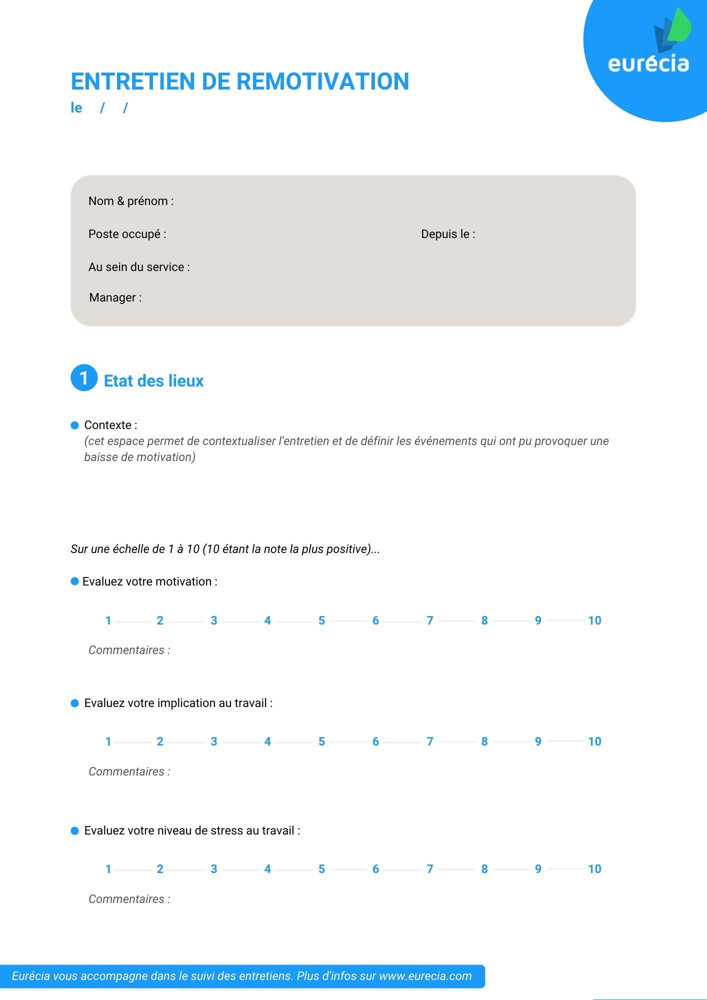 eurécia
ENTRETIEN DE REMOTIVATION
le / /
Nom & prénom :
Poste occupé : Depuis le :
Au sein du service :
Manager :
1 Etat des lieux
Contexte :
(cet espace permet de contextualiser l'entretien et de définir les événements qui ont pu provoquer une
baisse de motivation)
Sur une échelle de 1 à 10 (10 étant la note la plus positive)...
Evaluez votre motivation :
1 2 3 4 5 6 7 8 9 10
Commentaires :
Evaluez votre implication au travail :
1 2 3 4 5 6 7 8 9 10
Commentaires :
Evaluez votre niveau de stress au travail :
1 2 3 4 5 6 7 8 9 10
Commentaires :
Eurécia vous accompagne dans le suivi des entretiens. Plus d'infos sur www.eurecia.com